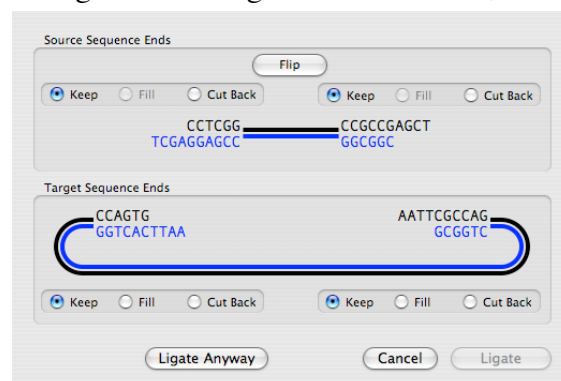 Source Sequence Ends
Flip
Keep Fill Cut Back Keep Fill Cut Back
CCTCGG CCGCCGAGCT
TCGAGGAGCC GGCGGC
Target Sequence Ends
CCAGTG AATTCGCCAG
GGTCACTTAA GCGGTC
Keep Fill Cut Back Keep Fill Cut Back
Ligate Anyway Cancel Ligate